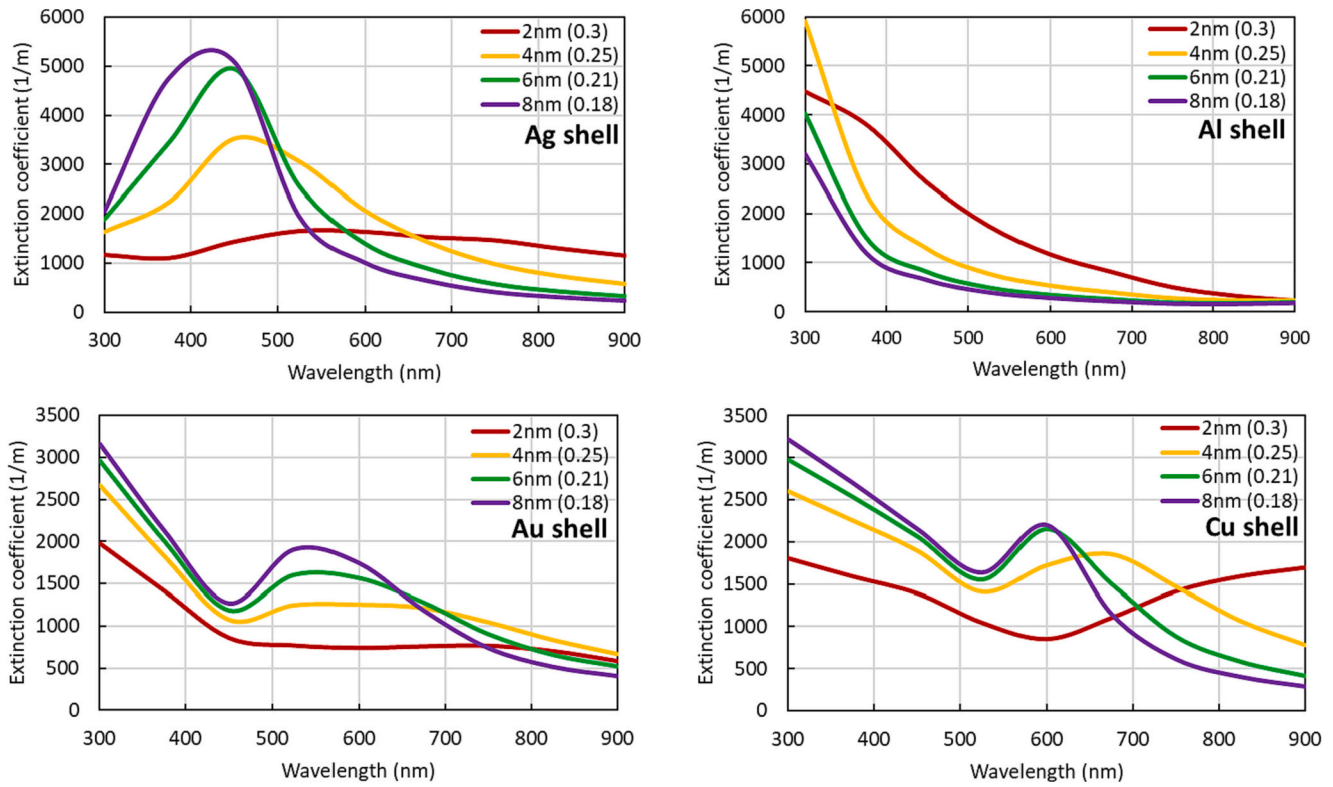 6000
5000
4000
3000
2000
1000
0
Extinction coefficient (1/m)
2nm (0.3)
4nm (0.25)
6nm (0.21)
8nm (0.18)
Ag shell
300 400 500 600 700 800 900
Wavelength (nm)
6000
5000
4000
3000
2000
1000
0
Extinction coefficient (1/m)
2nm (0.3)
4nm (0.25)
6nm (0.21)
8nm (0.18)
Al shell
300 400 500 600 700 800 900
Wavelength (nm)
3500
3000
2500
2000
1500
1000
500
0
Extinction coefficient (1/m)
2nm (0.3)
4nm (0.25)
6nm (0.21)
8nm (0.18)
Au shell
300 400 500 600 700 800 900
Wavelength (nm)
3500
3000
2500
2000
1500
1000
500
0
Extinction coefficient (1/m)
2nm (0.3)
4nm (0.25)
6nm (0.21)
8nm (0.18)
Cu shell
300 400 500 600 700 800 900
Wavelength (nm)